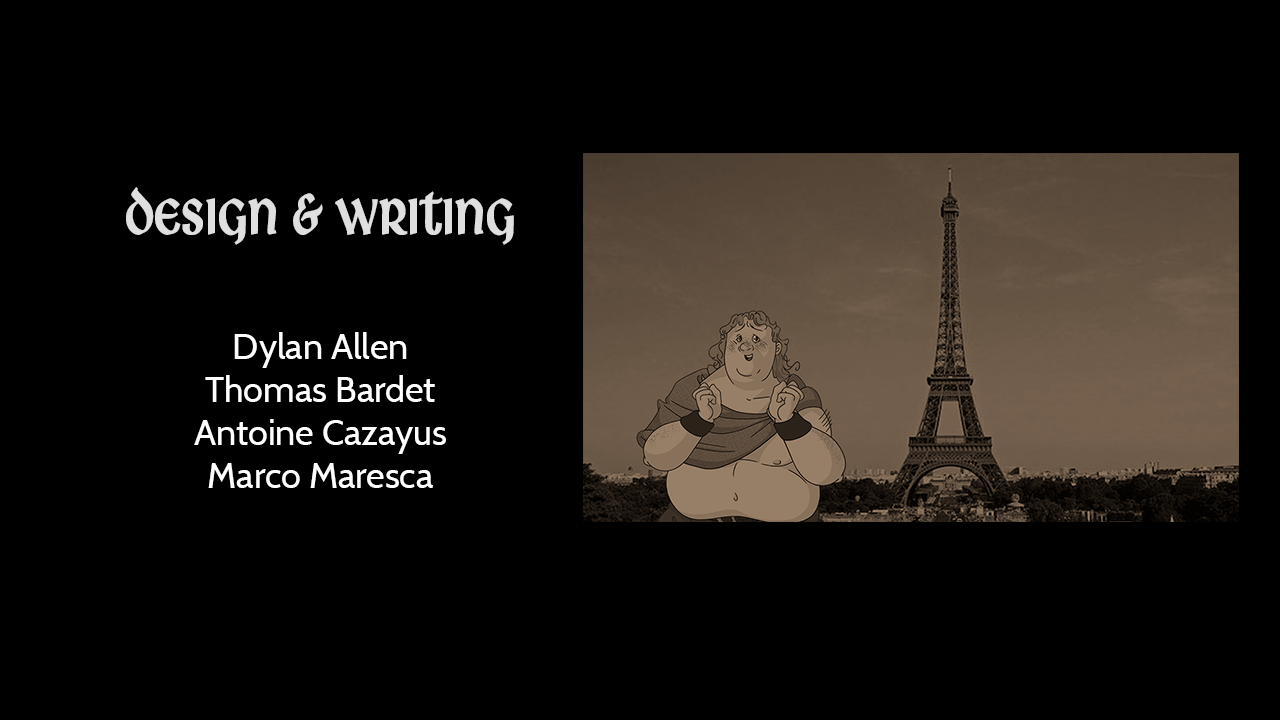 Design & Writing
Dylan Allen
Thomas Bardet
Antoine Cazayus
Marco Maresca